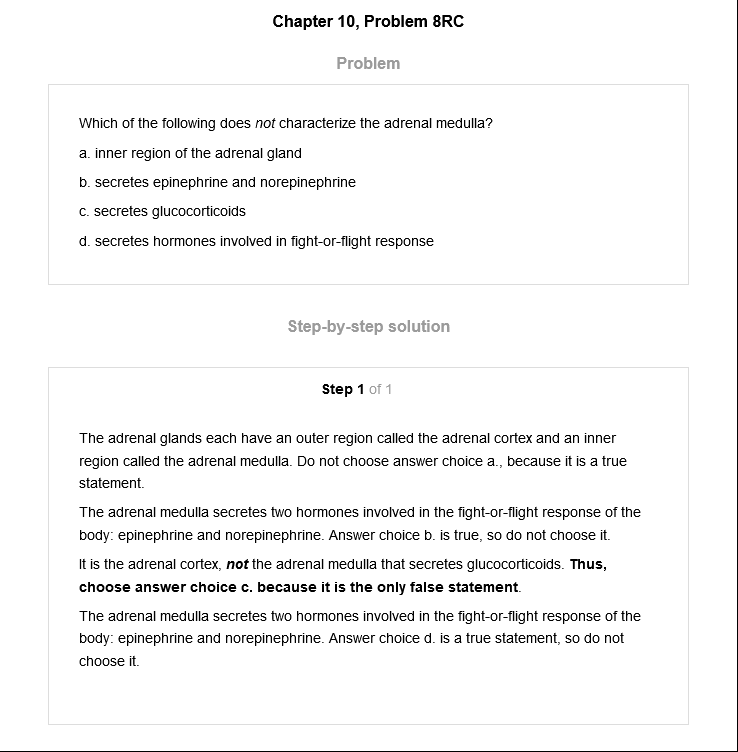 Chapter 10, Problem 8RC
Problem
Which of the following does not characterize the adrenal medulla?
a. inner region of the adrenal gland
b. secretes epinephrine and norepinephrine
c. secretes glucocorticoids
d. secretes hormones involved in fight-or-flight response
Step-by-step solution
Step 1 of 1
The adrenal glands each have an outer region called the adrenal cortex and an inner
region called the adrenal medulla. Do not choose answer choice a., because it is a true
statement.
The adrenal medulla secretes two hormones involved in the fight-or-flight response of the
body: epinephrine and norepinephrine. Answer choice b. is true, so do not choose it.
It is the adrenal cortex, not the adrenal medulla that secretes glucocorticoids. Thus,
choose answer choice c. because it is the only false statement.
The adrenal medulla secretes two hormones involved in the fight-or-flight response of the
body: epinephrine and norepinephrine. Answer choice d. is a true statement, so do not
choose it.